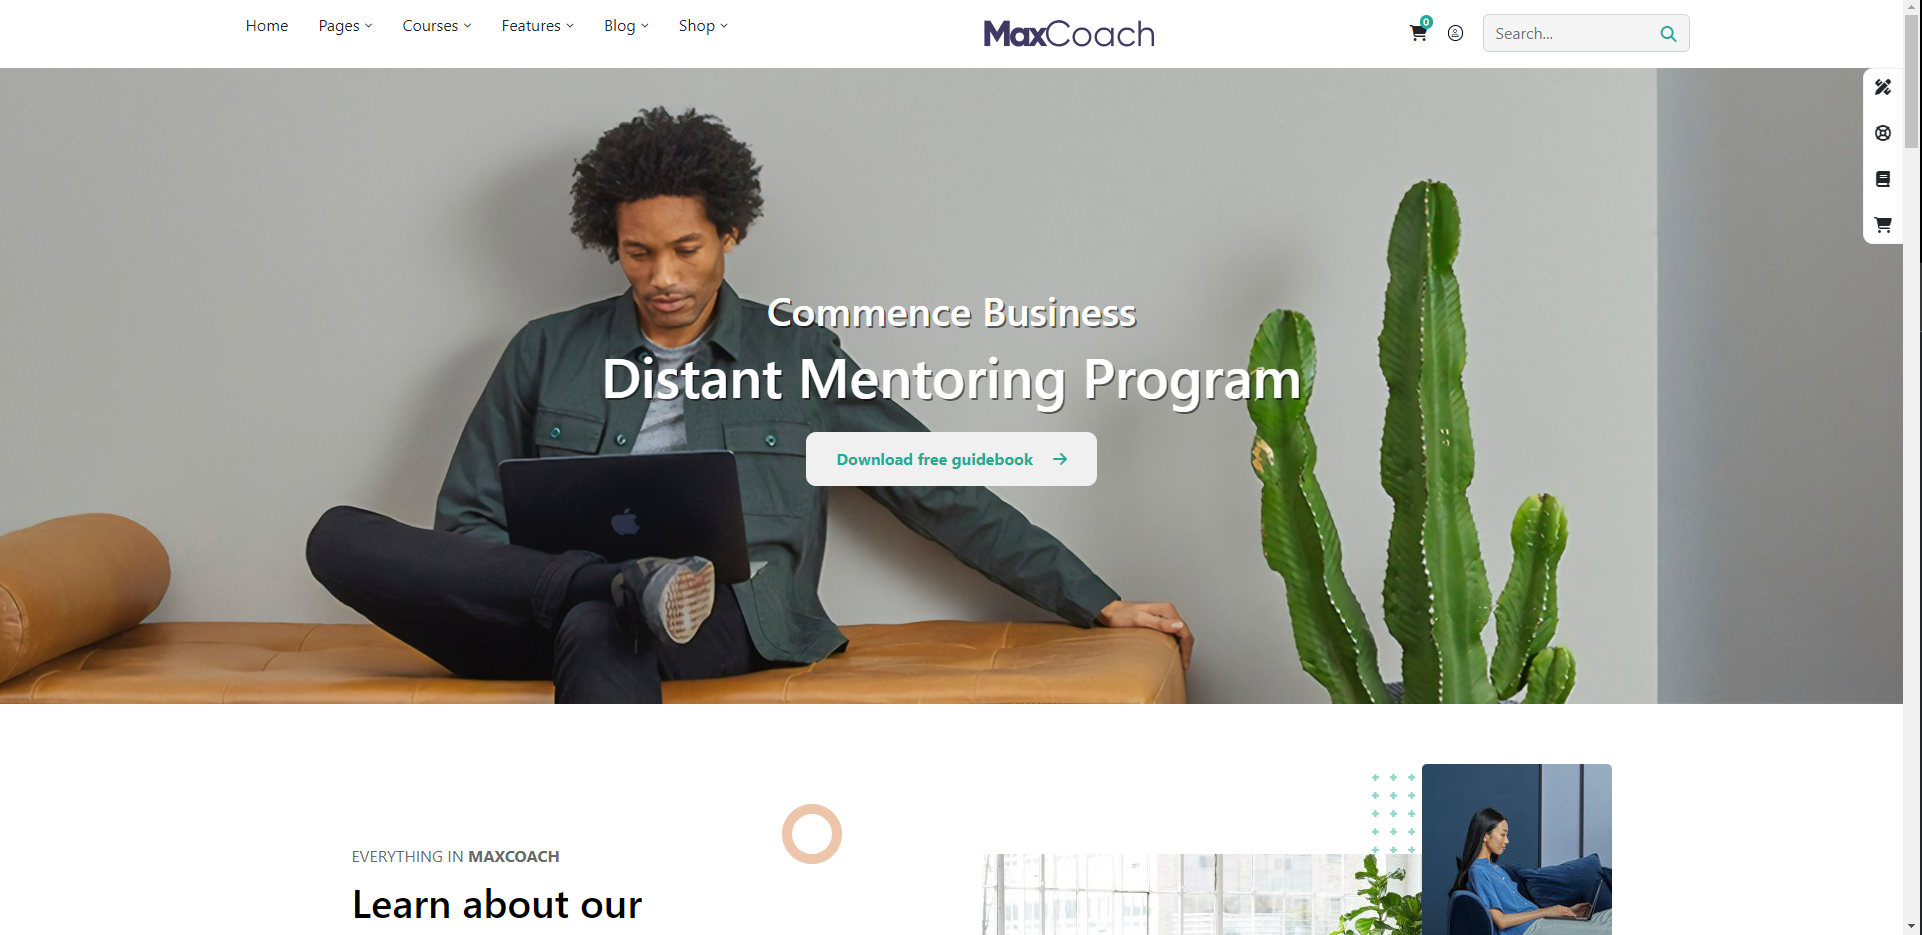 Home Pages Courses Features Blog Shop
MaxCoach
0
Search...
Commence Business
Distant Mentoring Program
Download free guidebook
EVERYTHING IN MAXCOACH
Learn about our